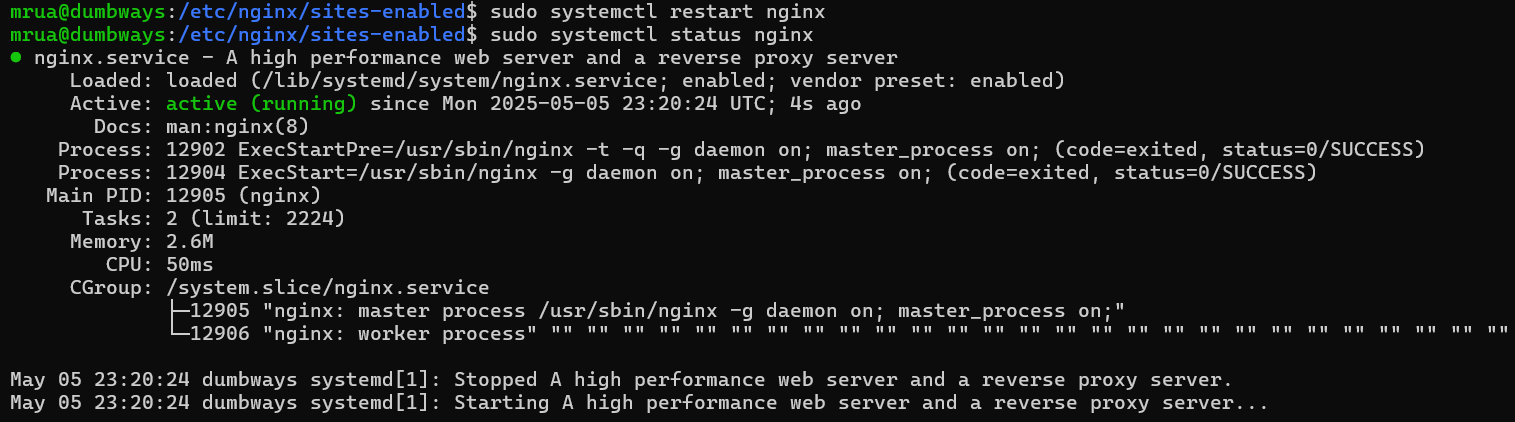 mrua@dumbways:/etc/nginx/sites-enabled$ sudo systemctl restart nginx
mrua@dumbways:/etc/nginx/sites-enabled$ sudo systemctl status nginx
● nginx.service - A high performance web server and a reverse proxy server
Loaded: loaded (/lib/systemd/system/nginx.service; enabled; vendor preset: enabled)
Active: active (running) since Mon 2025-05-05 23:20:24 UTC; 4s ago
Docs: man:nginx(8)
Process: 12902 ExecStartPre=/usr/sbin/nginx -t -q -g daemon on; master_process on; (code=exited, status=0/SUCCESS)
Process: 12904 ExecStart=/usr/sbin/nginx -g daemon on; master_process on; (code=exited, status=0/SUCCESS)
Main PID: 12905 (nginx)
Tasks: 2 (limit: 2224)
Memory: 2.6M
CPU: 50ms
CGroup: /system.slice/nginx.service
├─12905 "nginx: master process /usr/sbin/nginx -g daemon on; master_process on;"
└─12906 "nginx: worker process" "" "" "" "" "" "" "" "" "" "" "" "" "" "" "" "" "" "" "" "" "" "" "" "" "" "" ""
May 05 23:20:24 dumbways systemd[1]: Stopped A high performance web server and a reverse proxy server.
May 05 23:20:24 dumbways systemd[1]: Starting A high performance web server and a reverse proxy server...